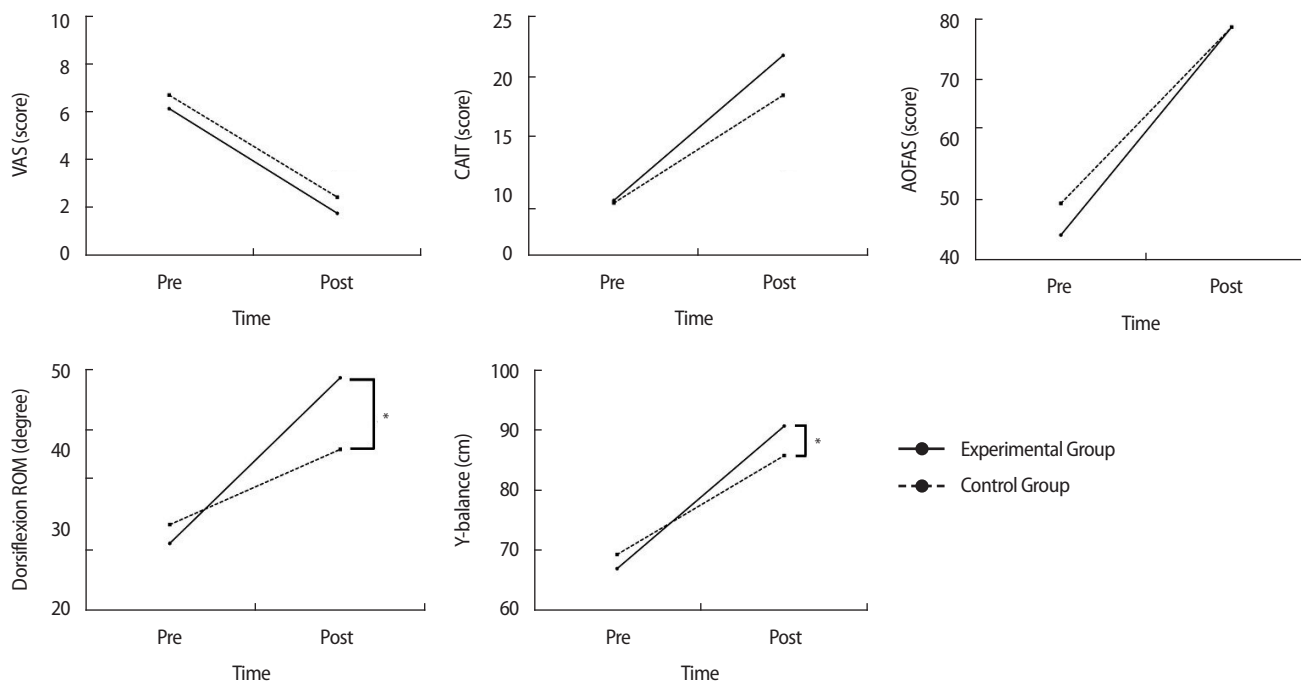 VAS (score)
10
8
6
4
2
0
Pre
Post
Time
CAIT (score)
25
20
15
10
0
Pre
Post
Time
AOFAS (score)
80
70
60
50
40
Pre
Post
Time
Dorsiflexion ROM (degree)
50
40
30
20
*
Pre
Post
Time
Y-balance (cm)
100
90
80
70
60
*
Pre
Post
Time
Experimental Group
Control Group